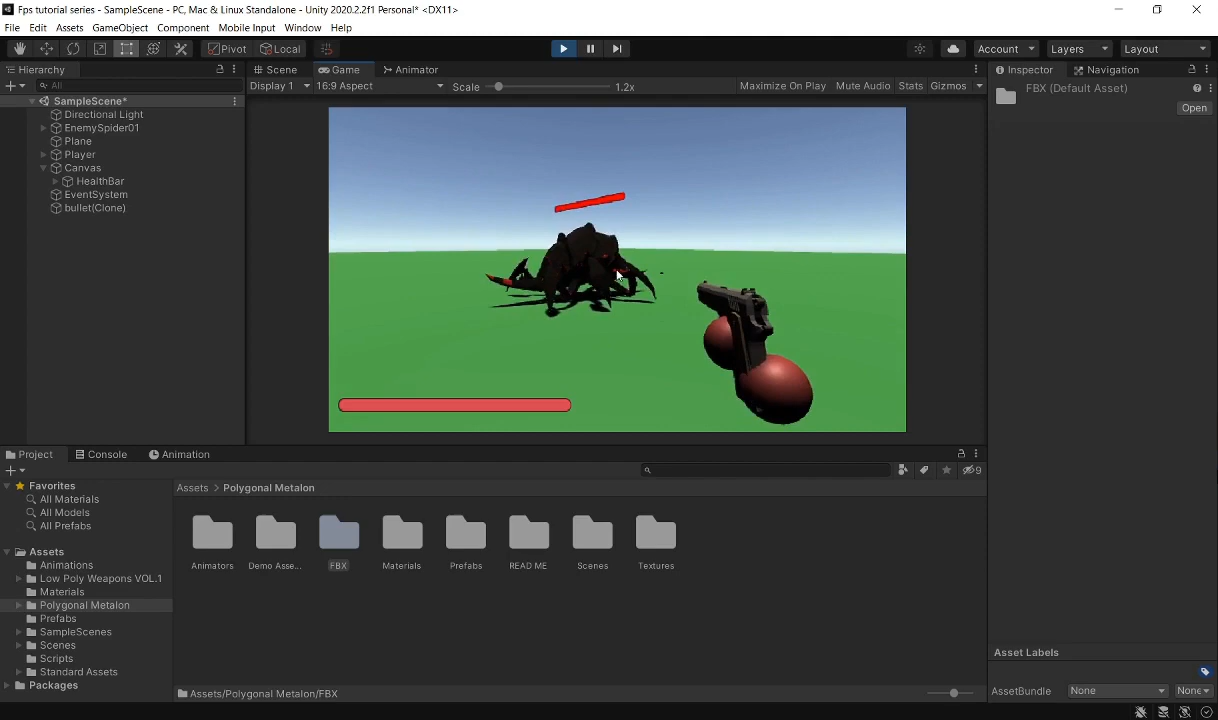 Fps tutorial series - SampleScene - PC, Mac & Linux Standalone - Unity 2020.2.2f1 Personal* <DX11>
File Edit Assets GameObject Component Mobile Input Window Help
Pivot Local Account Layers Layout
Hierarchy Scene Game Animator Inspector Navigation
All Display 1 16:9 Aspect Scale 1.2x Maximize On Play Mute Audio Stats Gizmos FBX (Default Asset)
Open
SampleScene*
Directional Light
EnemySpider01
Plane
Player
Canvas
HealthBar
EventSystem
bullet(Clone)
Project Console Animation
9
Favorites
All Materials
All Models
All Prefabs
Assets
Animations
Low Poly Weapons VOL.1
Materials
Polygonal Metalon
Prefabs
SampleScenes
Scenes
Scripts
Standard Assets
Packages
Assets > Polygonal Metalon
Animators Demo Asse... FBX Materials Prefabs READ ME Scenes Textures
Assets/Polygonal Metalon/FBX
Asset Labels
AssetBundle None None